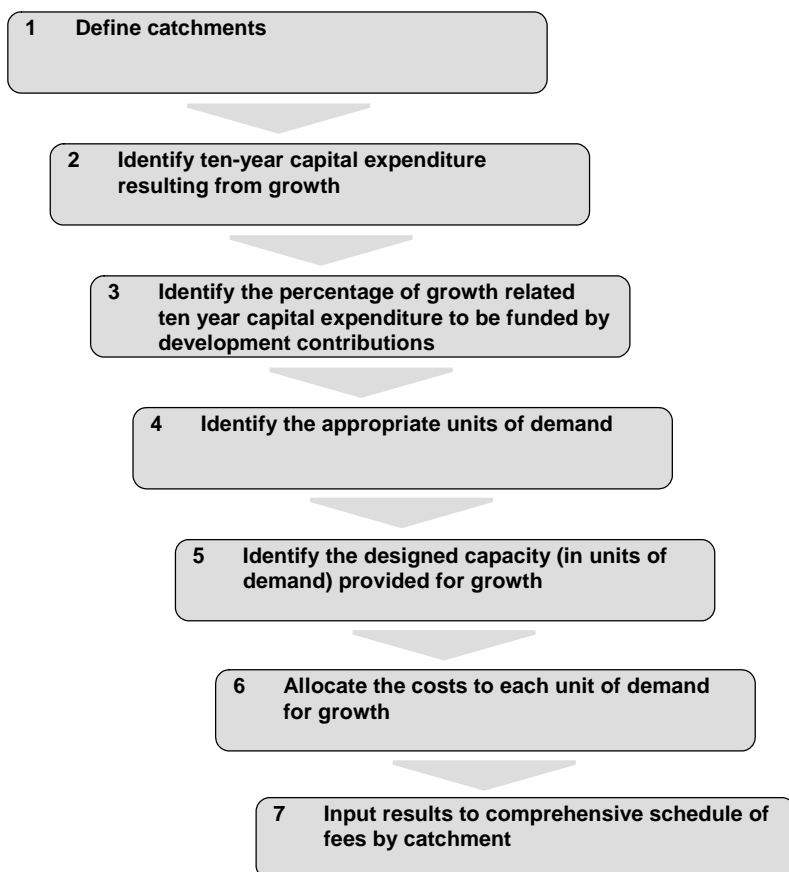 1 Define catchments
2 Identify ten-year capital expenditure
resulting from growth
3 Identify the percentage of growth related
ten year capital expenditure to be funded by
development contributions
4 Identify the appropriate units of demand
5 Identify the designed capacity (in units of
demand) provided for growth
6 Allocate the costs to each unit of demand
for growth
7 Input results to comprehensive schedule of
fees by catchment